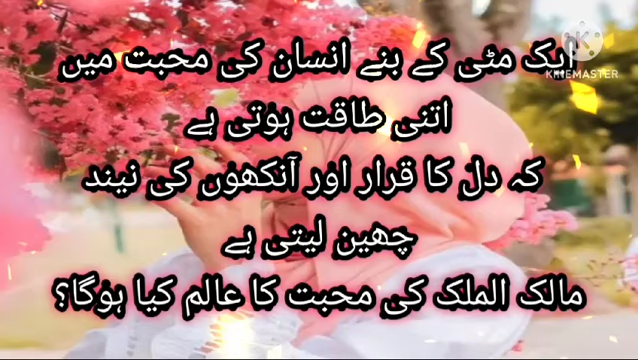 ایک مٹی کے بنے انسان کی محبت میں
KINEMASTER
اتنی طاقت ہوتی ہے
کہ دل کا قرار اور آنکھوں کی نیند
چھین لیتی ہے
مالک الملک کی محبت کا عالم کیا ہوگا؟